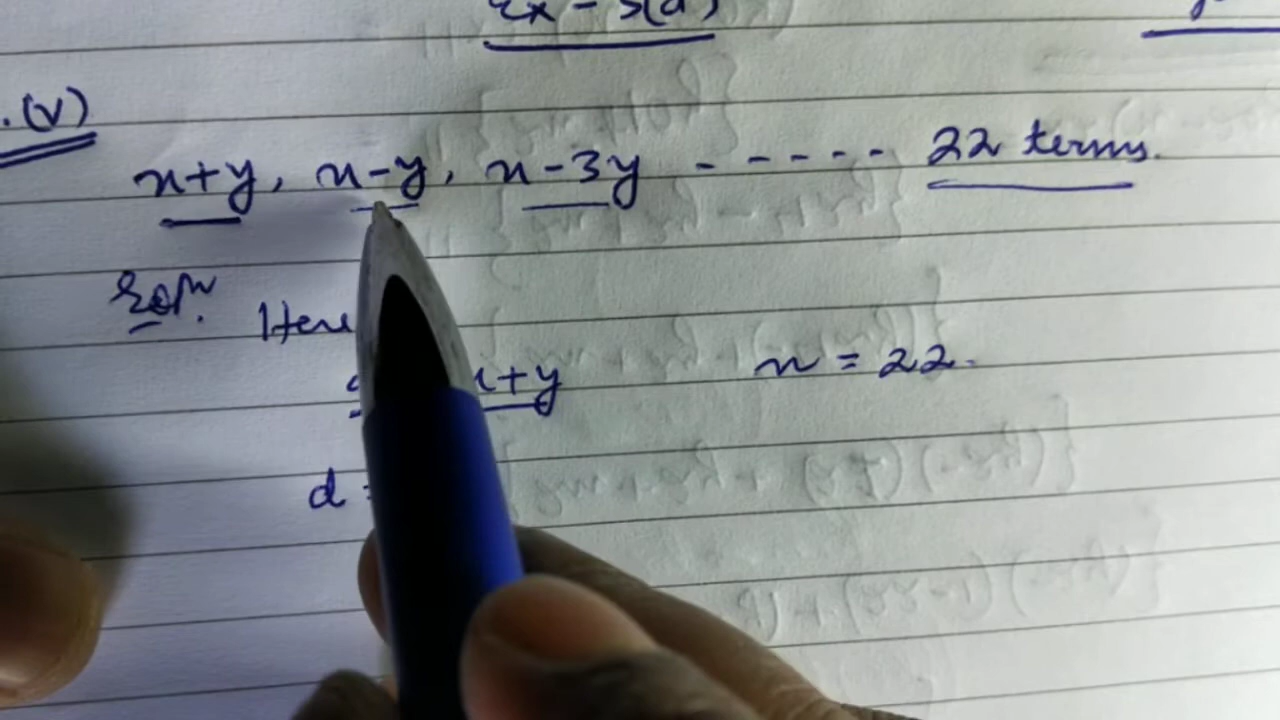 .(v)
x+y, x-y, x-3y ------ 22 terms.
Soln. Here
x+y n = 22.
d =